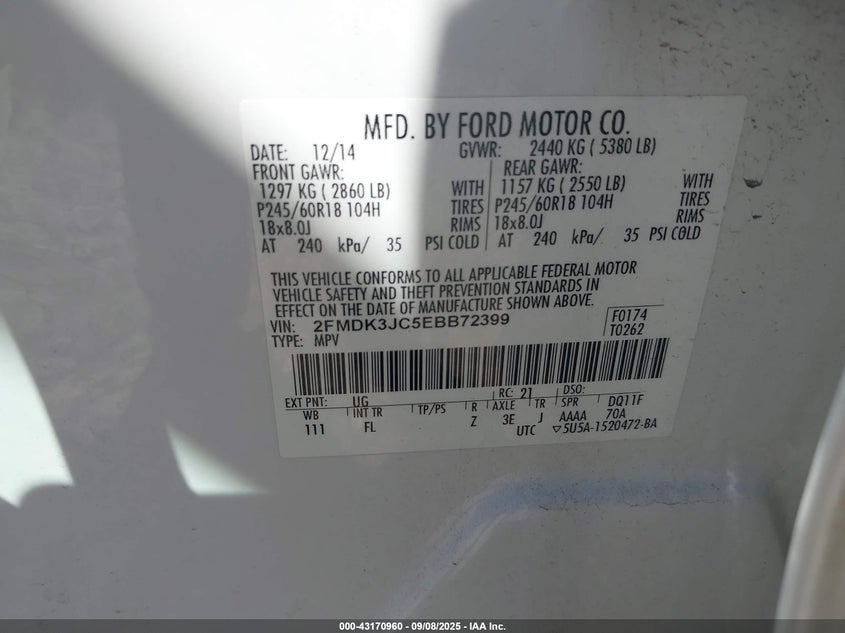 MFD. BY FORD MOTOR CO.
DATE: 12/14 GVWR: 2440 KG ( 5380 LB)
FRONT GAWR: REAR GAWR:
1297 KG ( 2860 LB) WITH 1157 KG ( 2550 LB) WITH
P245/60R18 104H TIRES P245/60R18 104H TIRES
18x8.0J RIMS 18x8.0J RIMS
AT 240 kPa/ 35 PSI COLD AT 240 kPa/ 35 PSI COLD
THIS VEHICLE CONFORMS TO ALL APPLICABLE FEDERAL MOTOR
VEHICLE SAFETY AND THEFT PREVENTION STANDARDS IN
EFFECT ON THE DATE OF MANUFACTURE SHOWN ABOVE.
VIN: 2FMDK3JC5EBB72399 F0174
TYPE: MPV T0262
EXT PNT: UG RC: 21 DSO:
WB INT TR TP/PS R AXLE TR SPR DQ11F
111 FL Z 3E J AAAA 70A
UTC ▽5U5A-1520472-BA
000-43170960 - 09/08/2025 - IAA Inc.